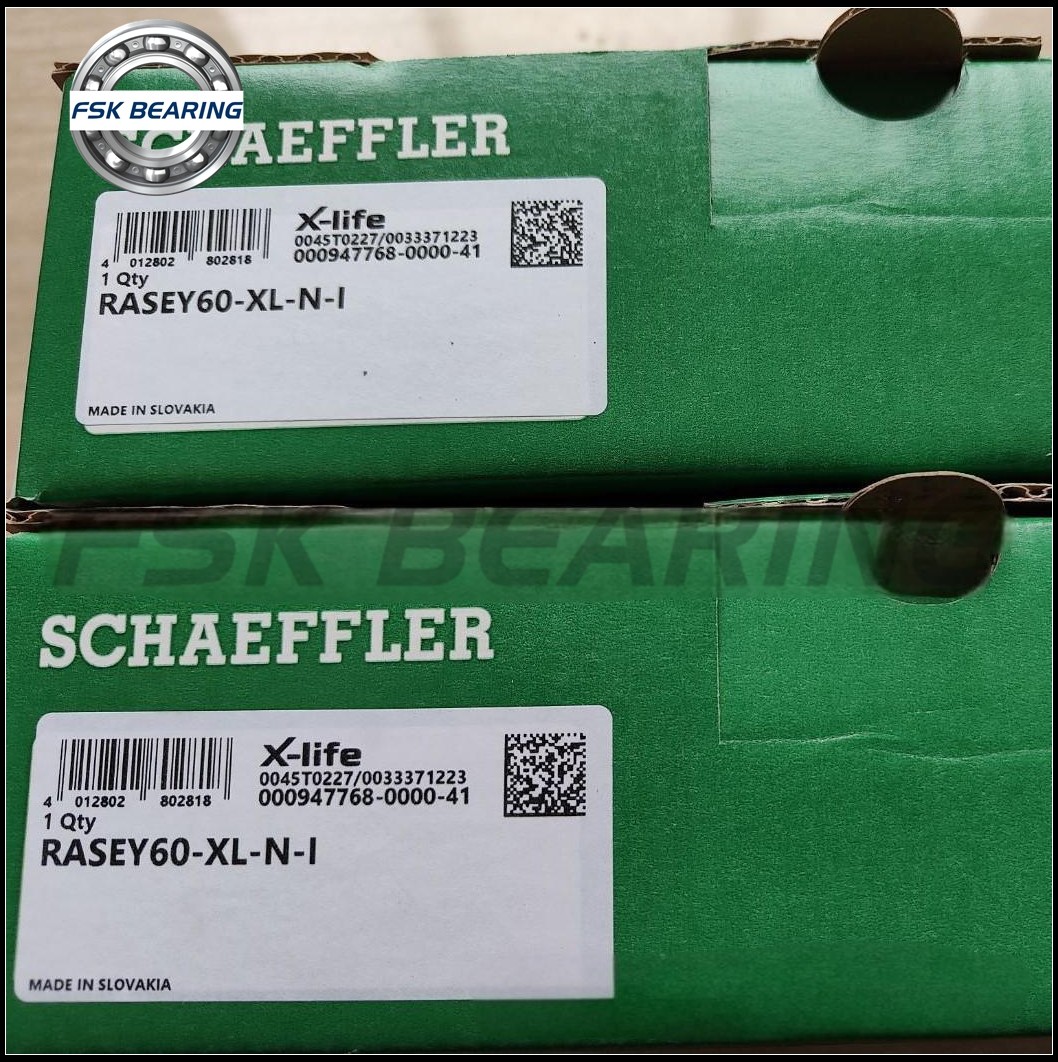 FSK BEARING
SCHAEFFLER
X-life
0045T0227/0033371223
000947768-0000-41
4 012802 802818
1 Qty
RASEY60-XL-N-I
MADE IN SLOVAKIA
FSK BEARING
SCHAEFFLER
X-life
0045T0227/0033371223
000947768-0000-41
4 012802 802818
1 Qty
RASEY60-XL-N-I
MADE IN SLOVAKIA